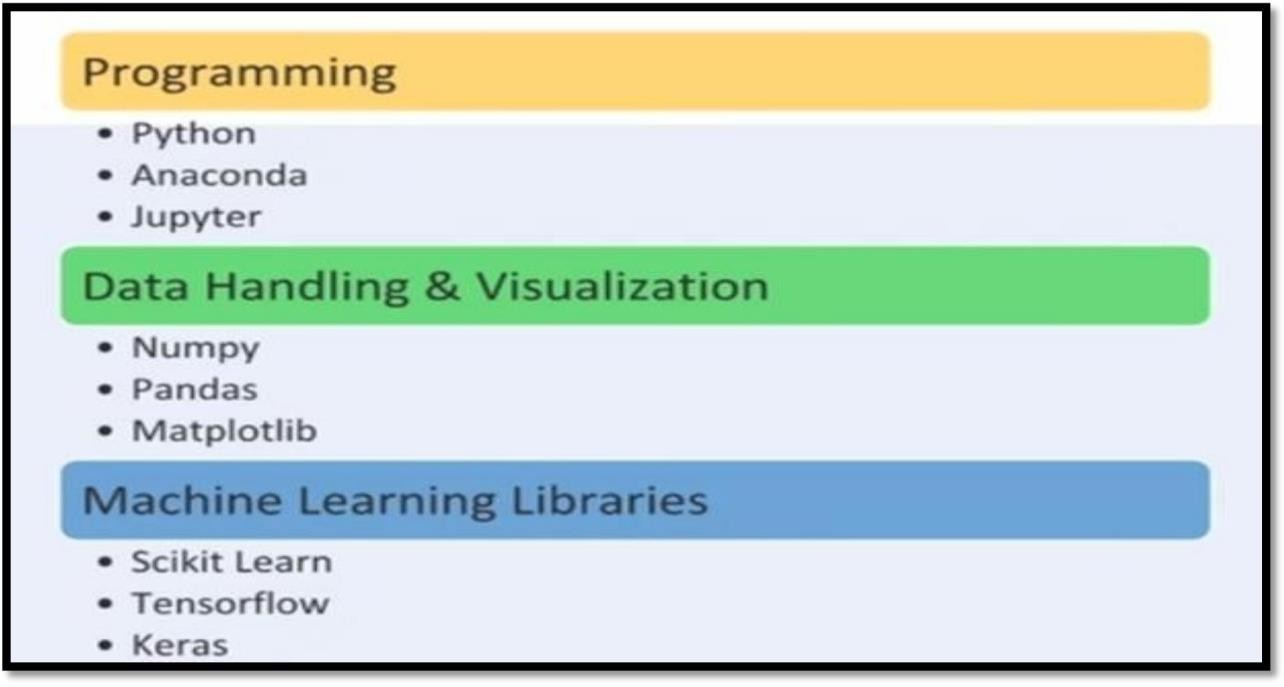 Programming
• Python
• Anaconda
• Jupyter
Data Handling & Visualization
• Numpy
• Pandas
• Matplotlib
Machine Learning Libraries
• Scikit Learn
• Tensorflow
• Keras